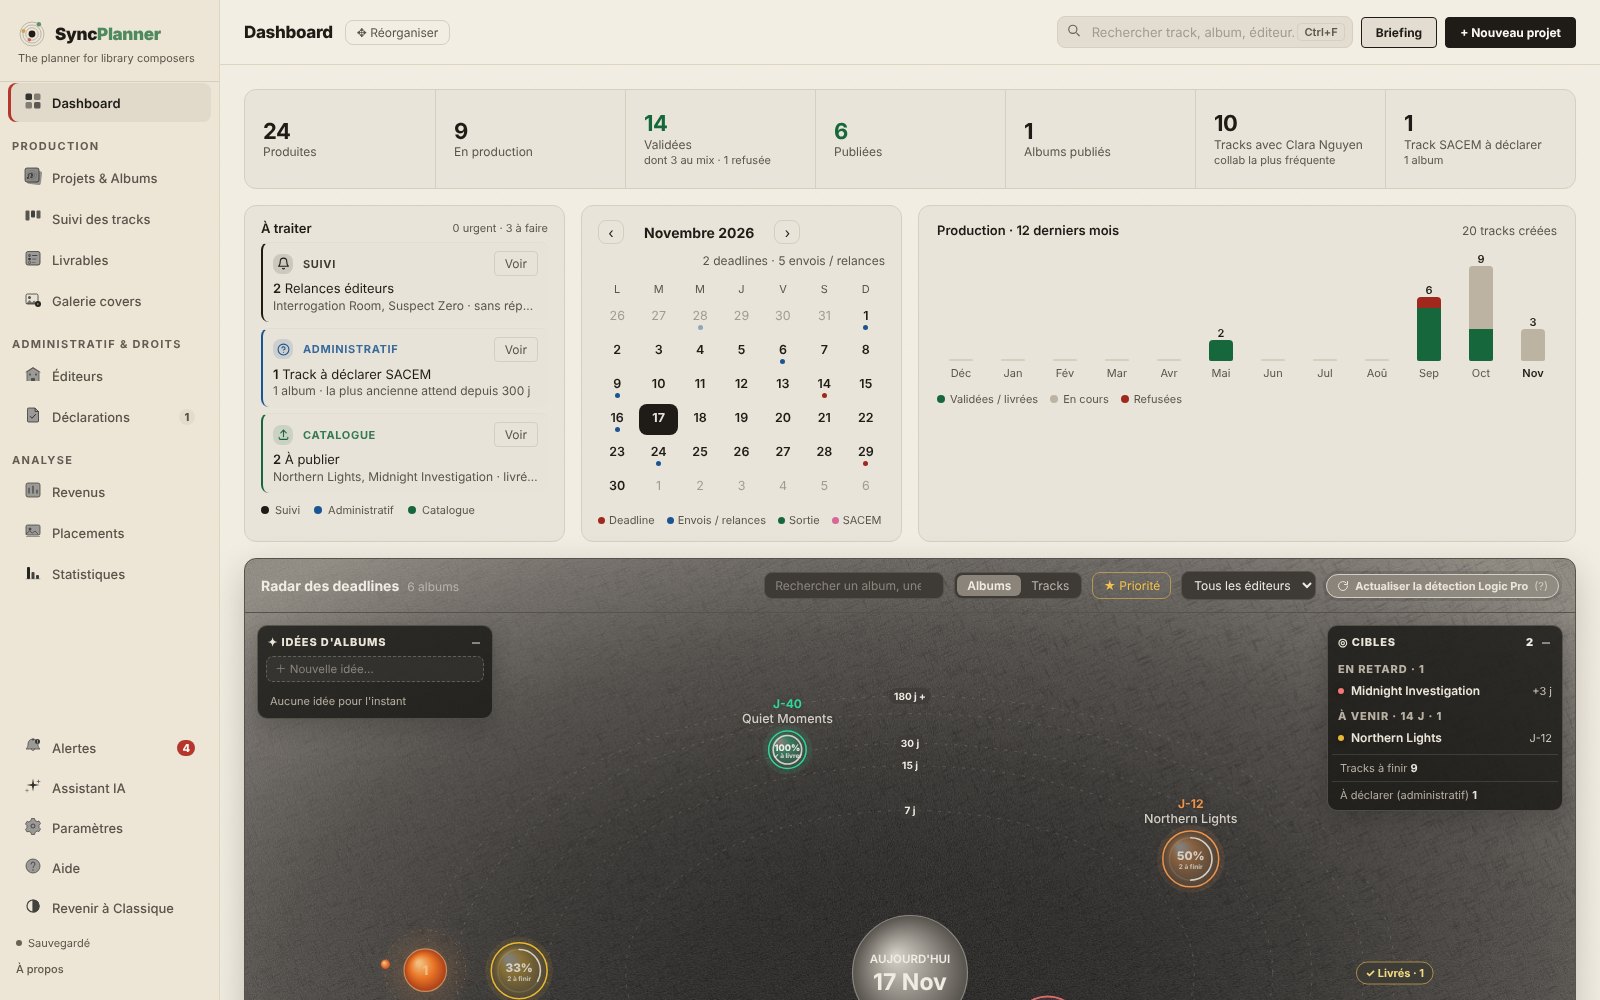 SyncPlanner
The planner for library composers
Dashboard
PRODUCTION
Projets & Albums
Suivi des tracks
Livrables
Galerie covers
ADMINISTRATIF & DROITS
Éditeurs
Déclarations 1
ANALYSE
Revenus
Placements
Statistiques
Alertes 4
Assistant IA
Paramètres
Aide
Revenir à Classique
Sauvegardé
À propos
Dashboard
Réorganiser
Rechercher track, album, éditeur. Ctrl+F
Briefing
+ Nouveau projet
24
Produites
9
En production
14
Validées
dont 3 au mix · 1 refusée
6
Publiées
1
Albums publiés
10
Tracks avec Clara Nguyen
collab la plus fréquente
1
Track SACEM à déclarer
1 album
À traiter 0 urgent · 3 à faire
SUIVI Voir
2 Relances éditeurs
Interrogation Room, Suspect Zero · sans rép...
ADMINISTRATIF Voir
1 Track à déclarer SACEM
1 album · la plus ancienne attend depuis 300 j
CATALOGUE Voir
2 À publier
Northern Lights, Midnight Investigation · livré...
Suivi Administratif Catalogue
‹ Novembre 2026 ›
2 deadlines · 5 envois / relances
L M M J V S D
26 27 28 29 30 31 1
2 3 4 5 6 7 8
9 10 11 12 13 14 15
16 17 18 19 20 21 22
23 24 25 26 27 28 29
30 1 2 3 4 5 6
Deadline Envois / relances Sortie SACEM
Production · 12 derniers mois 20 tracks créées
2 6 9 3
Déc Jan Fév Mar Avr Mai Jun Jul Aoû Sep Oct Nov
Validées / livrées En cours Refusées
Radar des deadlines 6 albums
Rechercher un album, une
Albums Tracks
★ Priorité
Tous les éditeurs
Actualiser la détection Logic Pro (?)
✦ IDÉES D'ALBUMS –
+ Nouvelle idée...
Aucune idée pour l'instant
◎ CIBLES 2 –
EN RETARD · 1
Midnight Investigation +3 j
À VENIR · 14 J · 1
Northern Lights J-12
Tracks à finir 9
À déclarer (administratif) 1
180 j +
30 j
15 j
7 j
J-40
Quiet Moments
100%
✓ à livrer
J-12
Northern Lights
50%
2 à finir
1
33%
2 à finir
AUJOURD'HUI
17 Nov
✓ Livrés · 1